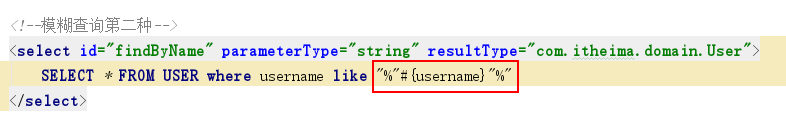 <!--模糊查询第二种-->
<select id="findByName" parameterType="string" resultType="com.itheima.domain.User">
SELECT * FROM USER where username like "%"#{username}"%"
</select>